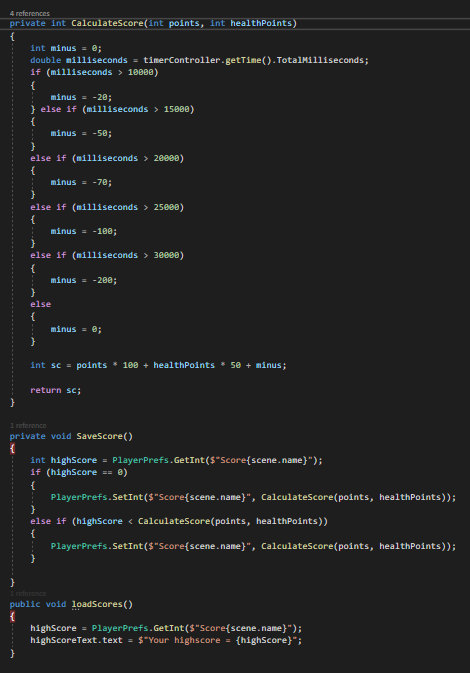 4 references
private int CalculateScore(int points, int healthPoints)
{
int minus = 0;
double milliseconds = timerController.getTime().TotalMilliseconds;
if (milliseconds > 10000)
{
minus = -20;
} else if (milliseconds > 15000)
{
minus = -50;
}
else if (milliseconds > 20000)
{
minus = -70;
}
else if (milliseconds > 25000)
{
minus = -100;
}
else if (milliseconds > 30000)
{
minus = -200;
}
else
{
minus = 0;
}
int sc = points * 100 + healthPoints * 50 + minus;
return sc;
}
1 reference
private void SaveScore()
{
int highScore = PlayerPrefs.GetInt($"Score{scene.name}");
if (highScore == 0)
{
PlayerPrefs.SetInt($"Score{scene.name}", CalculateScore(points, healthPoints));
}
else if (highScore < CalculateScore(points, healthPoints))
{
PlayerPrefs.SetInt($"Score{scene.name}", CalculateScore(points, healthPoints));
}
}
1 reference
public void loadScores()
{
highScore = PlayerPrefs.GetInt($"Score{scene.name}");
highScoreText.text = $"Your highscore = {highScore}";
}